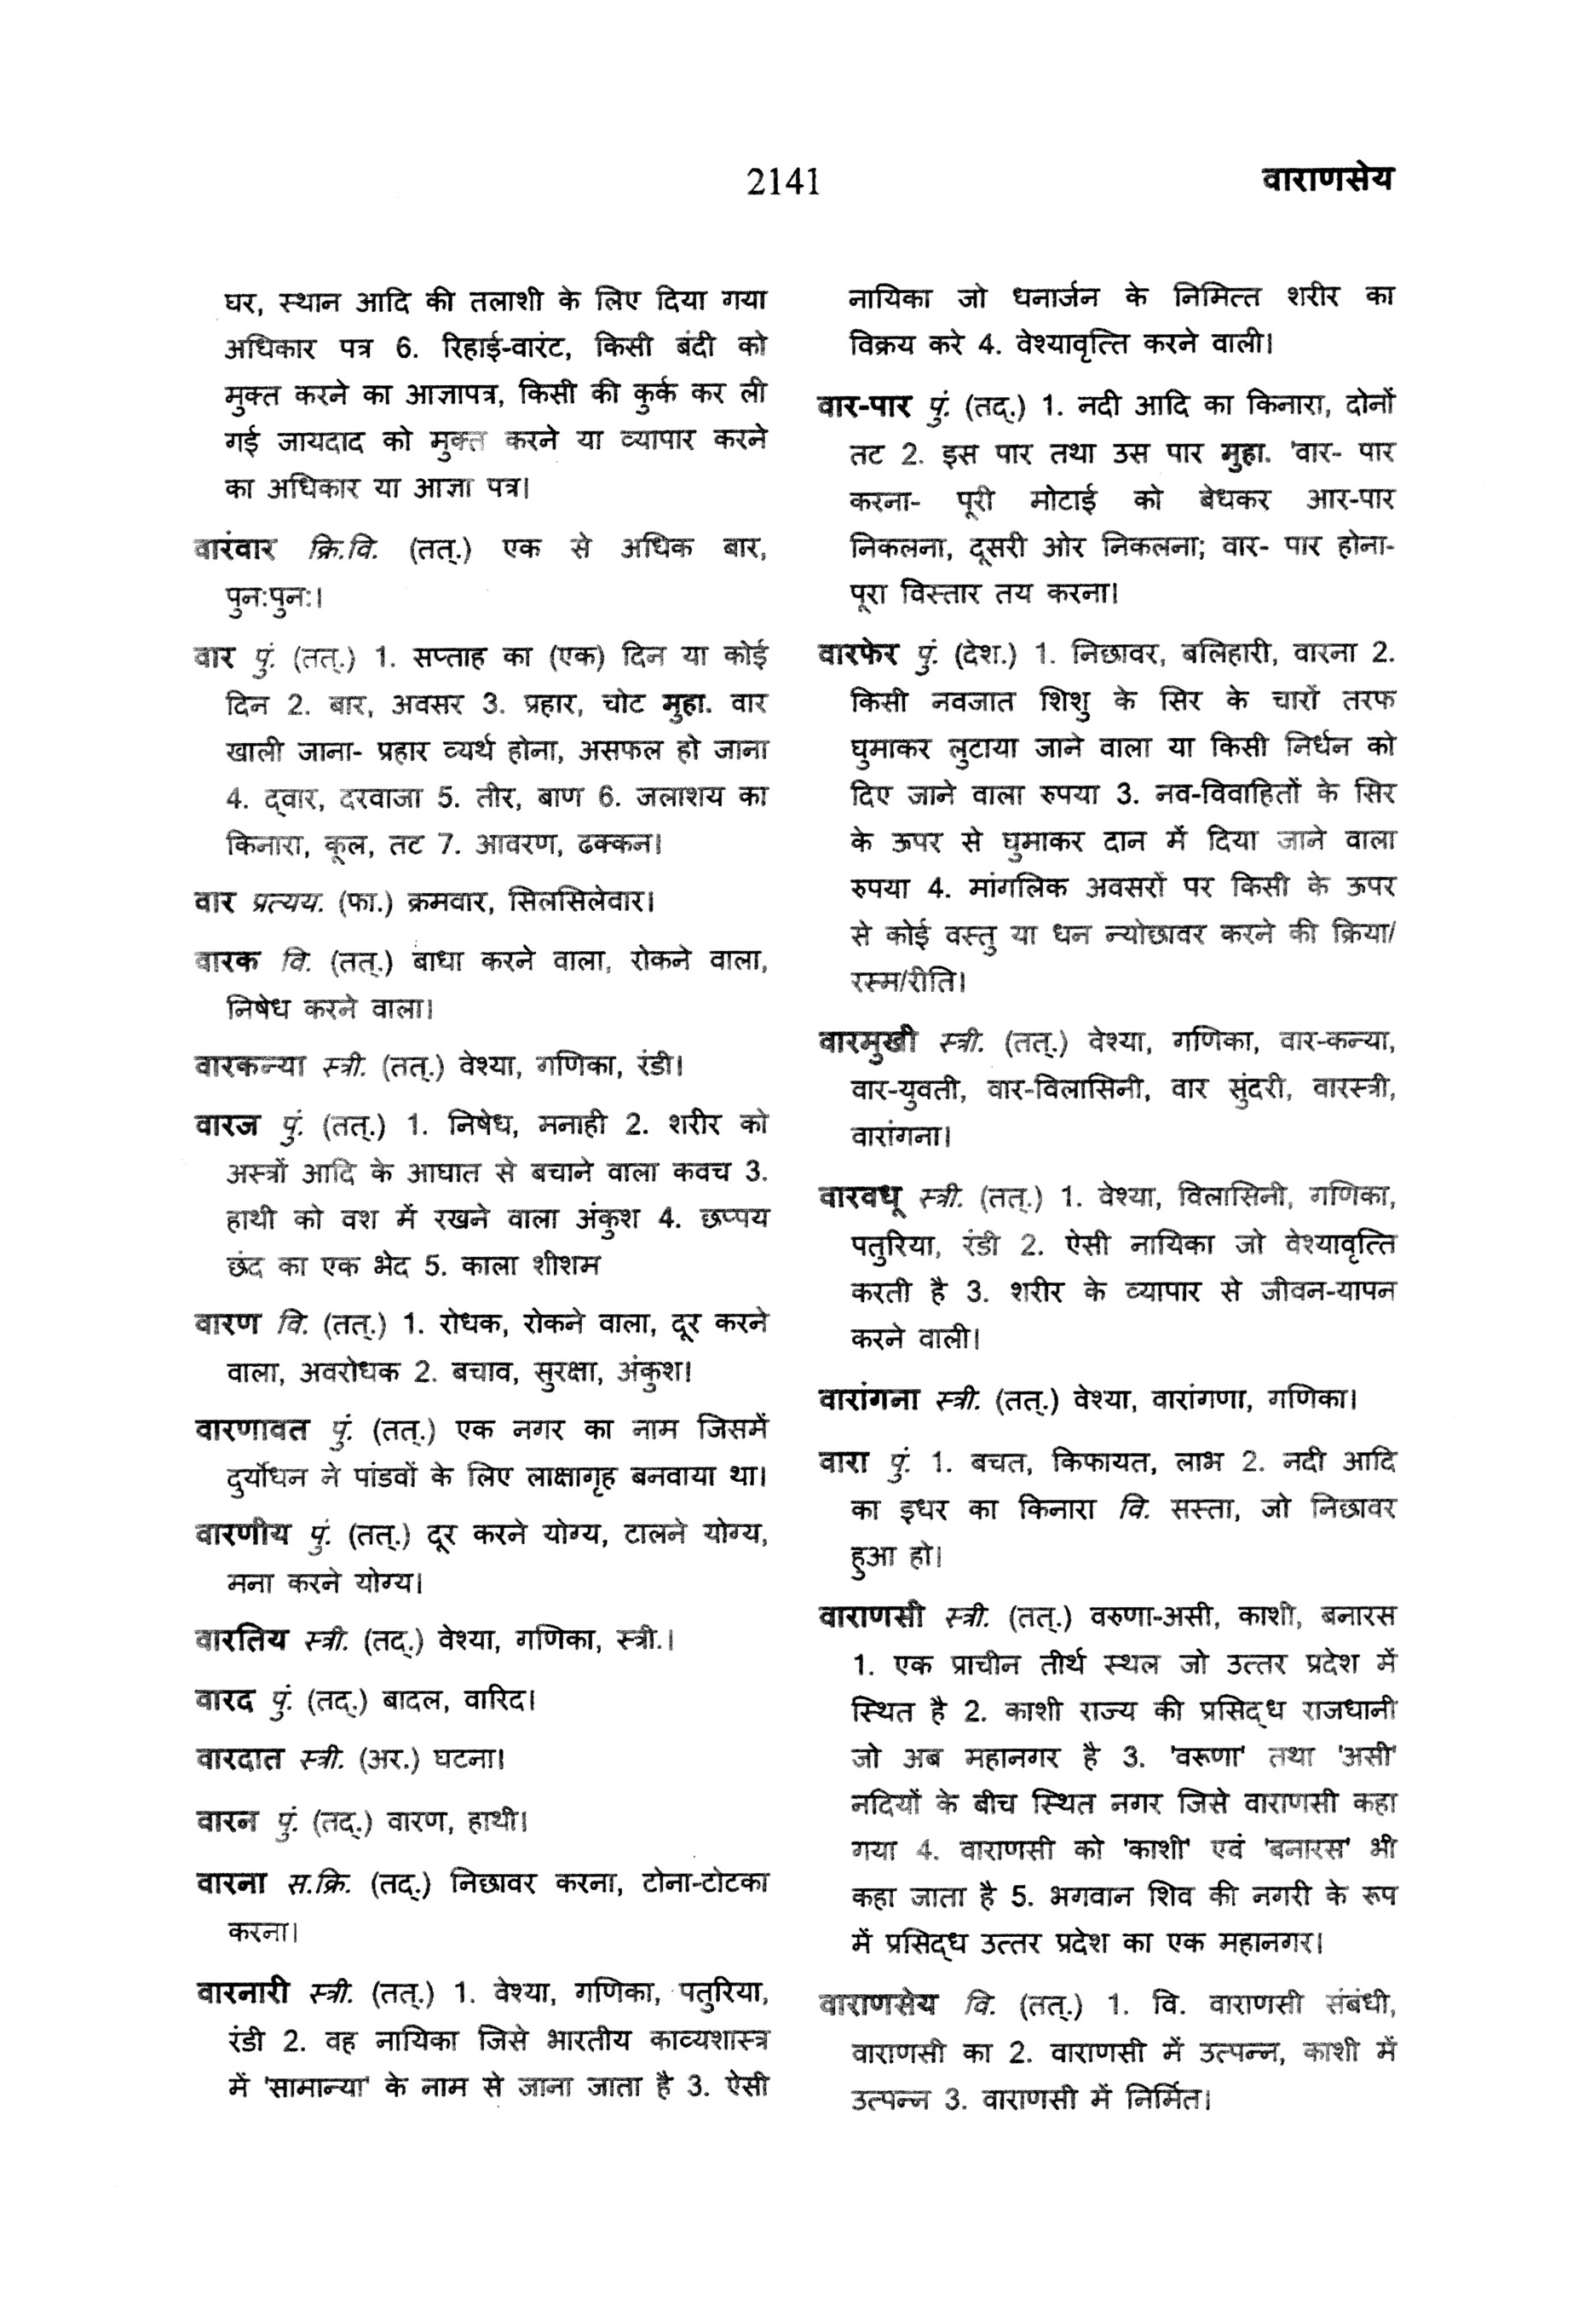 2141
वाराणसेय
घर, स्थान आदि की तलाशी के लिए दिया गया
अधिकार पत्र 6. रिहाई-वारंट, किसी बंदी को
मुक्त करने का आज्ञापत्र, किसी की कुर्क कर ली
गई जायदाद को मुक्त करने या व्यापार करने
का अधिकार या आज्ञा पत्र।
वारंवार क्रि.वि. (तत्.) एक से अधिक बार,
पुन:पुन:।
वार पुं. (तत्.) 1. सप्ताह का (एक) दिन या कोई
दिन 2. बार, अवसर 3. प्रहार, चोट मुहा. वार
खाली जाना- प्रहार व्यर्थ होना, असफल हो जाना
4. द्वार, दरवाजा 5. तीर, बाण 6. जलाशय का
किनारा, कूल, तट 7. आवरण, ढक्कन।
वार प्रत्यय. (फा.) क्रमवार, सिलसिलेवार।
वारक वि. (तत्.) बाधा करने वाला, रोकने वाला,
निषेध करने वाला।
वारकन्या स्त्री. (तत्.) वेश्या, गणिका, रंडी।
वारज पुं. (तत्.) 1. निषेध, मनाही 2. शरीर को
अस्त्रों आदि के आघात से बचाने वाला कवच 3.
हाथी को वश में रखने वाला अंकुश 4. छप्पय
छंद का एक भेद 5. काला शीशम
वारण वि. (तत्.) 1. रोधक, रोकने वाला, दूर करने
वाला, अवरोधक 2. बचाव, सुरक्षा, अंकुश।
वारणावत पुं. (तत्.) एक नगर का नाम जिसमें
दुर्योधन ने पांडवों के लिए लाक्षागृह बनवाया था।
वारणीय पुं. (तत्.) दूर करने योग्य, टालने योग्य,
मना करने योग्य।
वारतिय स्त्री. (तद्.) वेश्या, गणिका, स्त्री.।
वारद पुं. (तद्.) बादल, वारिद।
वारदात स्त्री. (अर.) घटना।
वारन पुं. (तद्.) वारण, हाथी।
वारना स.क्रि. (तद्.) निछावर करना, टोना-टोटका
करना।
वारनारी स्त्री. (तत्.) 1. वेश्या, गणिका, पतुरिया,
रंडी 2. वह नायिका जिसे भारतीय काव्यशास्त्र
में 'सामान्या' के नाम से जाना जाता है 3. ऐसी
नायिका जो धनार्जन के निमित्त शरीर का
विक्रय करे 4. वेश्यावृत्ति करने वाली।
वार-पार पुं. (तद्.) 1. नदी आदि का किनारा, दोनों
तट 2. इस पार तथा उस पार मुहा. 'वार- पार
करना- पूरी मोटाई को बेधकर आर-पार
निकलना, दूसरी ओर निकलना; वार- पार होना-
पूरा विस्तार तय करना।
वारफेर पुं. (देश.) 1. निछावर, बलिहारी, वारना 2.
किसी नवजात शिशु के सिर के चारों तरफ
घुमाकर लुटाया जाने वाला या किसी निर्धन को
दिए जाने वाला रुपया 3. नव-विवाहितों के सिर
के ऊपर से घुमाकर दान में दिया जाने वाला
रुपया 4. मांगलिक अवसरों पर किसी के ऊपर
से कोई वस्तु या धन न्योछावर करने की क्रिया/
रस्म/रीति।
वारमुखी स्त्री. (तत्.) वेश्या, गणिका, वार-कन्या,
वार-युवती, वार-विलासिनी, वार सुंदरी, वारस्त्री,
वारांगना।
वारवधू स्त्री. (तत्.) 1. वेश्या, विलासिनी, गणिका,
पतुरिया, रंडी 2. ऐसी नायिका जो वेश्यावृत्ति
करती है 3. शरीर के व्यापार से जीवन-यापन
करने वाली।
वारांगना स्त्री. (तत्.) वेश्या, वारांगणा, गणिका।
वारा पुं. 1. बचत, किफायत, लाभ 2. नदी आदि
का इधर का किनारा वि. सस्ता, जो निछावर
हुआ हो।
वाराणसी स्त्री. (तत्.) वरुणा-असी, काशी, बनारस
1. एक प्राचीन तीर्थ स्थल जो उत्तर प्रदेश में
स्थित है 2. काशी राज्य की प्रसिद्ध राजधानी
जो अब महानगर है 3. 'वरूणा' तथा 'असी'
नदियों के बीच स्थित नगर जिसे वाराणसी कहा
गया 4. वाराणसी को 'काशी' एवं 'बनारस' भी
कहा जाता है 5. भगवान शिव की नगरी के रूप
में प्रसिद्ध उत्तर प्रदेश का एक महानगर।
वाराणसेय वि. (तत्.) 1. वि. वाराणसी संबंधी,
वाराणसी का 2. वाराणसी में उत्पन्न, काशी में
उत्पन्न 3. वाराणसी में निर्मित।